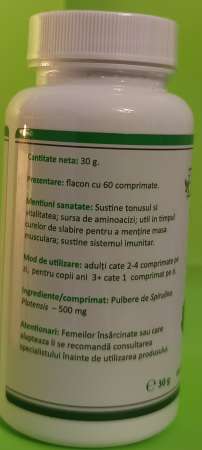 Cantitate neta: 30 g.
Prezentare: flacon cu 60 comprimate.
Mentiuni sanatate: Sustine tonusul si
vitalitatea; sursa de aminoacizi; util in timpul
curelor de slabire pentru a menține masa
musculara; sustine sistemul imunitar.
Mod de utilizare: adulți cate 2-4 comprimate pe
zi, pentru copiii ani 3+ cate 1 comprimat pe zi.
Ingrediente/comprimat: Pulbere de Spirulina
Platensis – 500 mg
Atentionari: Femeilor însărcinate sau care
alapteaza li se recomandă consultarea
specialistului înainte de utilizarea produsului.
℮ 30 g